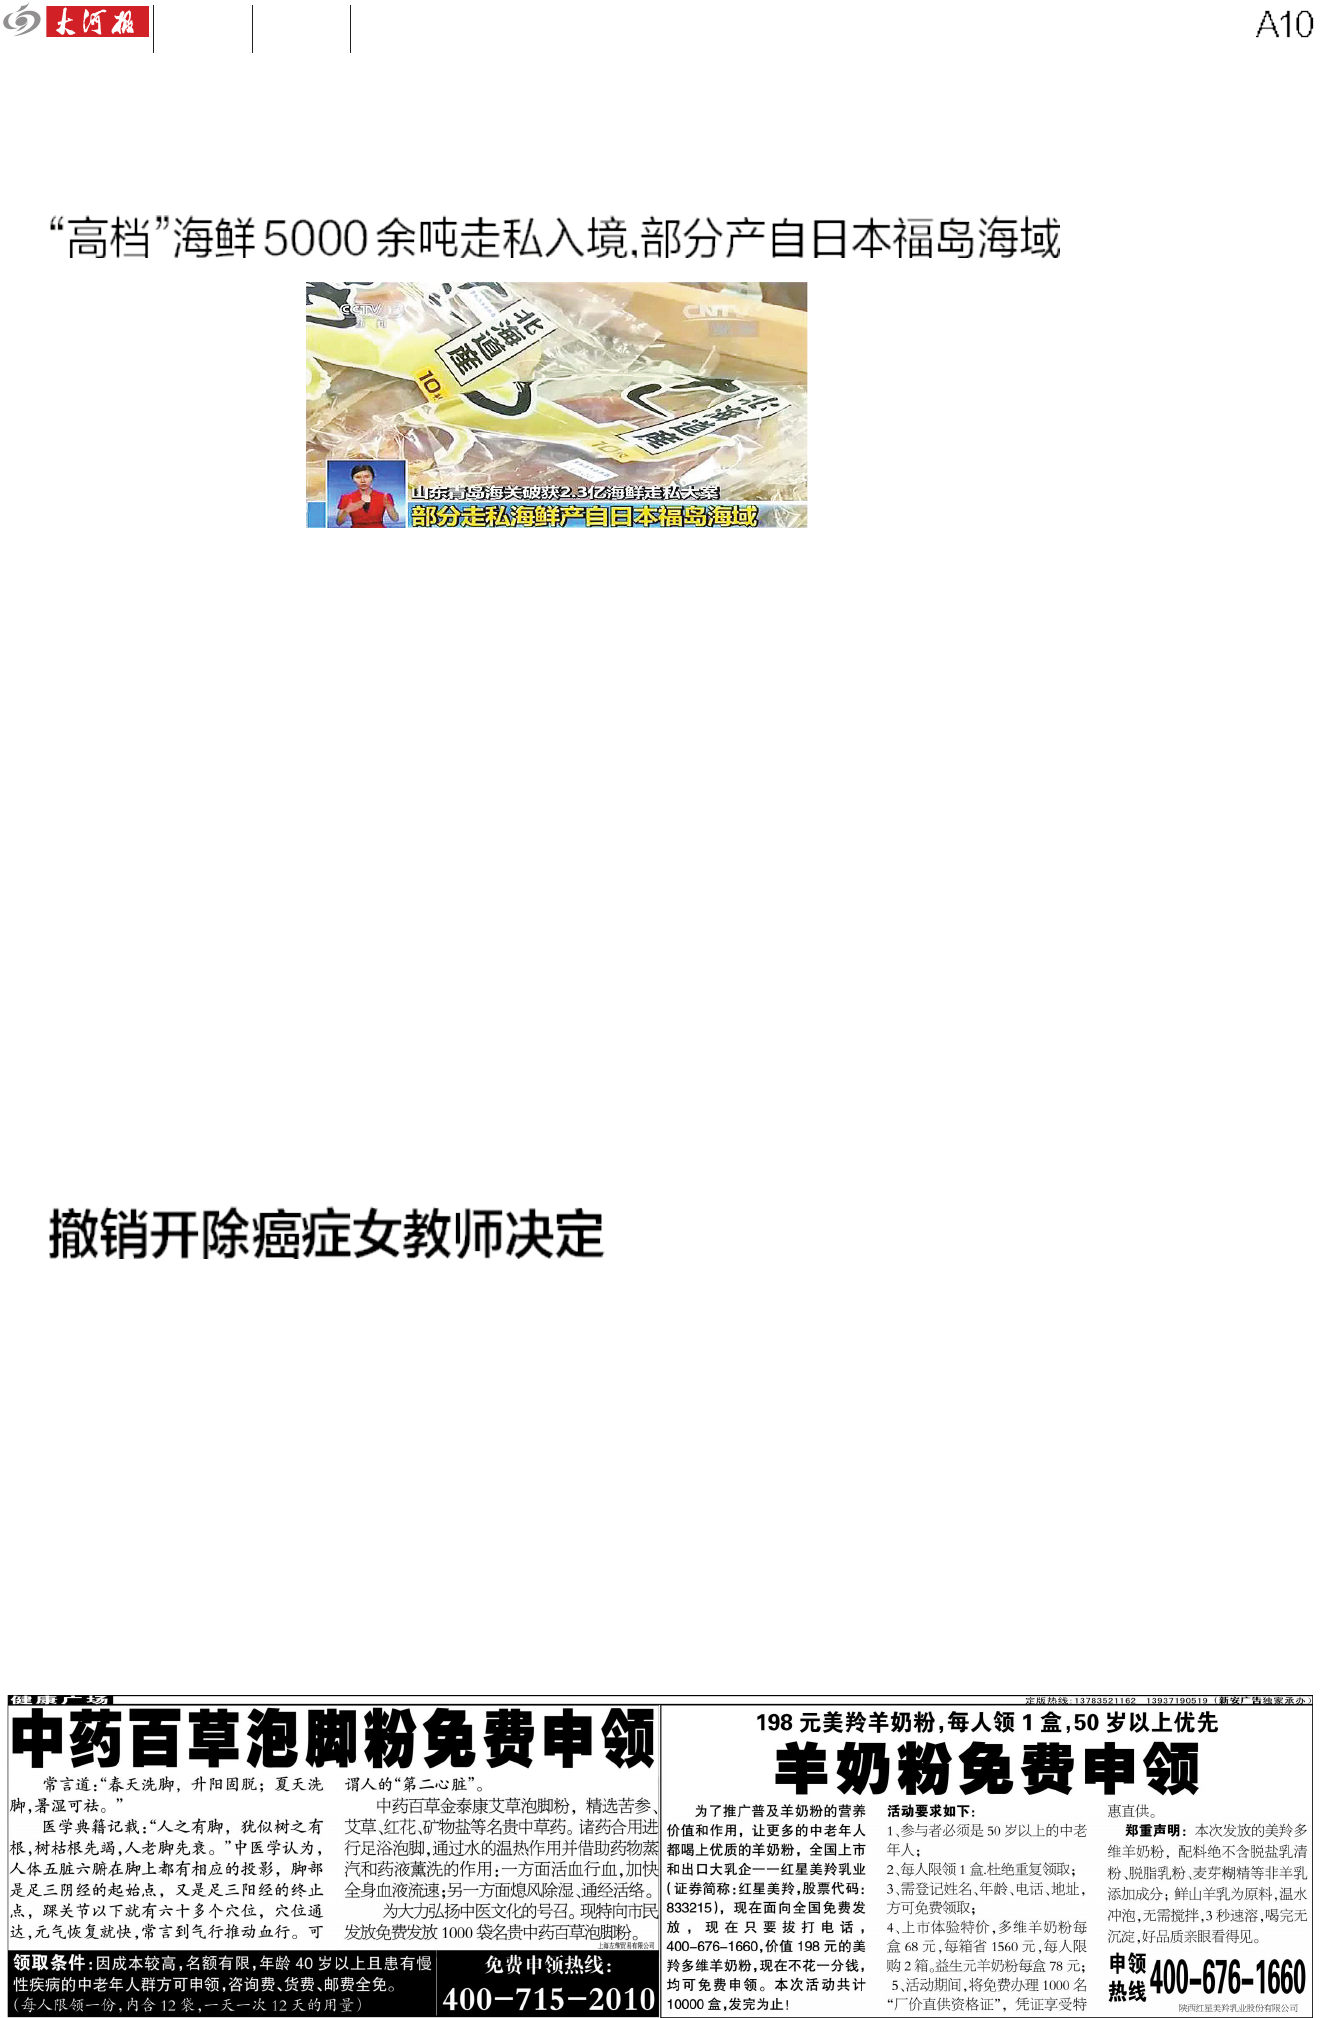 大河报
A10
“高档”海鲜5000余吨走私入境,部分产自日本福岛海域
CCTV 13
新闻
CNTV
北海道産
10枚
北海道産
10枚
山东青岛海关破获2.3亿海鲜走私大案
部分走私海鲜产自日本福岛海域
撤销开除癌症女教师决定
健康广场
定版热线:13783521162 13937190519（新安广告独家承办）
中药百草泡脚粉免费申领
常言道:“春天洗脚，升阳固脱；夏天洗
脚,暑湿可祛。”
医学典籍记载:“人之有脚，犹似树之有
根,树枯根先竭,人老脚先衰。”中医学认为,
人体五脏六腑在脚上都有相应的投影，脚部
是足三阴经的起始点，又是足三阳经的终止
点，踝关节以下就有六十多个穴位，穴位通
达,元气恢复就快,常言到气行推动血行。可
谓人的“第二心脏”。
中药百草金泰康艾草泡脚粉，精选苦参、
艾草、红花、矿物盐等名贵中草药。诸药合用进
行足浴泡脚,通过水的温热作用并借助药物蒸
汽和药液薰洗的作用:一方面活血行血,加快
全身血液流速;另一方面熄风除湿、通经活络。
为大力弘扬中医文化的号召。现特向市民
发放免费发放1000袋名贵中药百草泡脚粉。
领取条件:因成本较高,名额有限,年龄40岁以上且患有慢
性疾病的中老年人群方可申领,咨询费、货费、邮费全免。
(每人限领一份,内含12袋,一天一次12天的用量)
免费申领热线:
400-715-2010
198元美羚羊奶粉,每人领1盒,50岁以上优先
羊奶粉免费申领
为了推广普及羊奶粉的营养
价值和作用，让更多的中老年人
都喝上优质的羊奶粉，全国上市
和出口大乳企——红星美羚乳业
(证券简称:红星美羚,股票代码:
833215)，现在面向全国免费发
放，现在只要拔打电话，
400-676-1660,价值198元的美
羚多维羊奶粉,现在不花一分钱,
均可免费申领。本次活动共计
10000盒,发完为止!
活动要求如下:
1、参与者必须是50岁以上的中老
年人;
2、每人限领1盒.杜绝重复领取;
3、需登记姓名、年龄、电话、地址,
方可免费领取;
4、上市体验特价,多维羊奶粉每
盒68元,每箱省1560元,每人限
购2箱。益生元羊奶粉每盒78元;
5、活动期间,将免费办理1000名
“厂价直供资格证”，凭证享受特
惠直供。
郑重声明:本次发放的美羚多
维羊奶粉，配料绝不含脱盐乳清
粉、脱脂乳粉、麦芽糊精等非羊乳
添加成分；鲜山羊乳为原料,温水
冲泡,无需搅拌,3秒速溶,喝完无
沉淀,好品质亲眼看得见。
申领
热线
400-676-1660
陕西红星美羚乳业股份有限公司